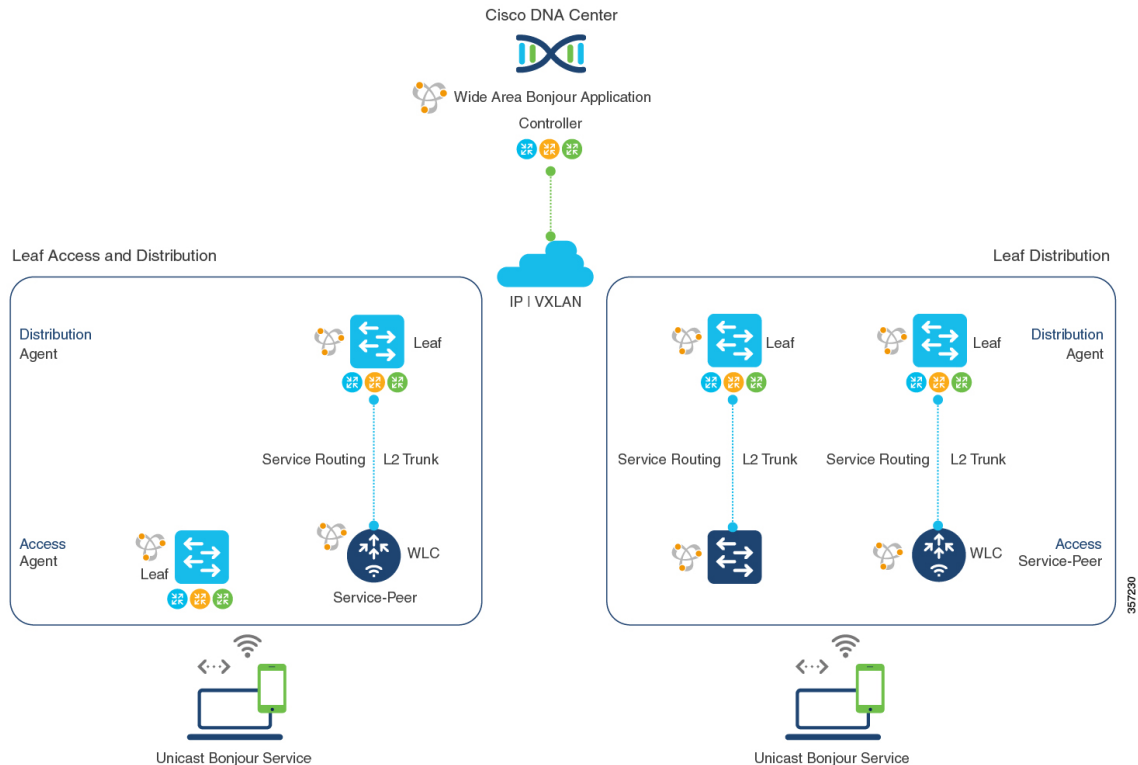 Cisco DNA Center
Wide Area Bonjour Application
Controller
IP | VXLAN
Leaf Access and Distribution
Distribution
Agent
Leaf
Service Routing
L2 Trunk
Access
Agent
Leaf
WLC
Service-Peer
Unicast Bonjour Service
Leaf Distribution
Leaf
Leaf
Distribution
Agent
Service Routing
L2 Trunk
Service Routing
L2 Trunk
WLC
Access
Service-Peer
Unicast Bonjour Service
357230